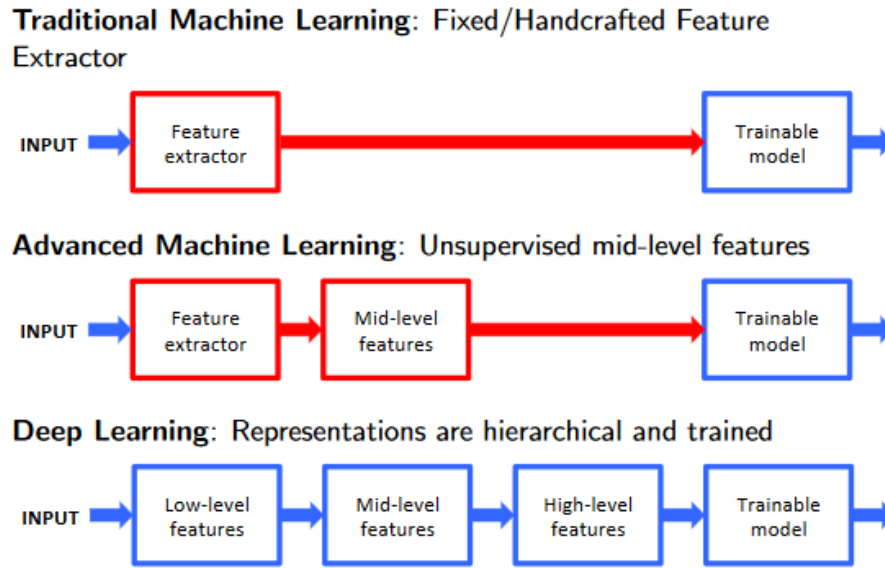 Traditional Machine Learning: Fixed/Handcrafted Feature
Extractor
INPUT
Feature
extractor
Trainable
model
Advanced Machine Learning: Unsupervised mid-level features
INPUT
Feature
extractor
Mid-level
features
Trainable
model
Deep Learning: Representations are hierarchical and trained
INPUT
Low-level
features
Mid-level
features
High-level
features
Trainable
model